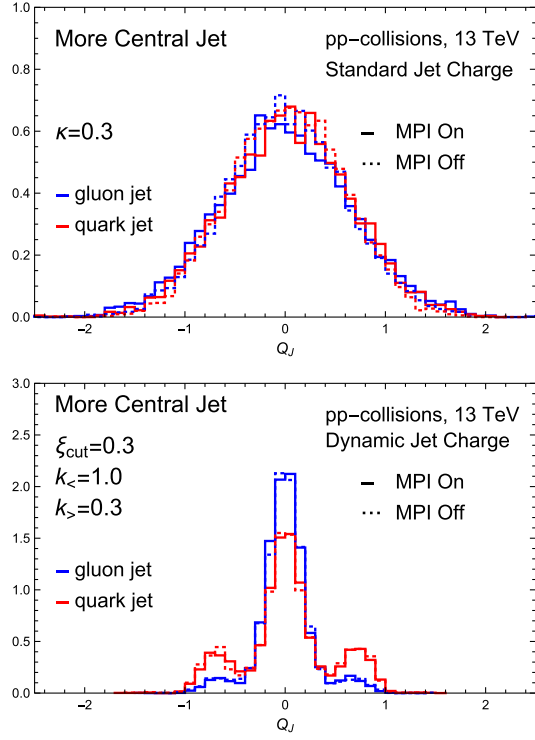 More Central Jet
pp−collisions, 13 TeV
Standard Jet Charge
κ=0.3
MPI On
MPI Off
gluon jet
quark jet
1.0
0.8
0.6
0.4
0.2
0.0
−2 −1 0 1 2
Q_J
More Central Jet
pp−collisions, 13 TeV
Dynamic Jet Charge
ξ_cut=0.3
k_<=1.0
k_>=0.3
MPI On
MPI Off
gluon jet
quark jet
3.0
2.5
2.0
1.5
1.0
0.5
0.0
−2 −1 0 1 2
Q_J